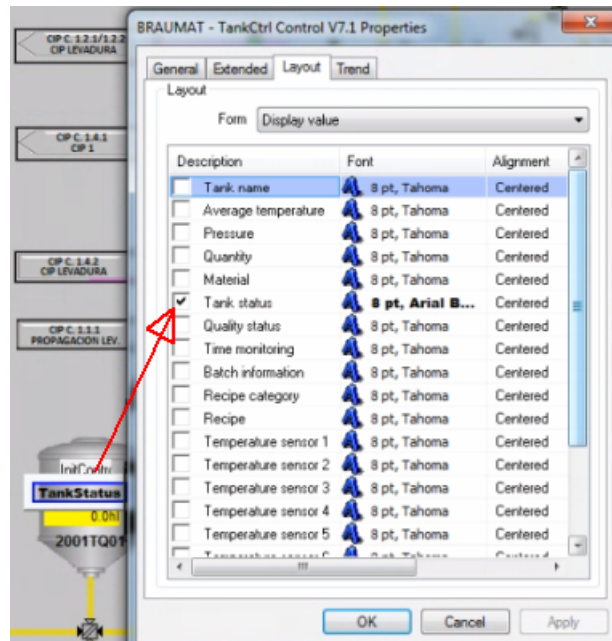 CIP C. 1.2.1/1.2.2
CIP LEVADURA
CIP C. 1.4.1
CIP 1
CIP C. 1.4.2
CIP LEVADURA
CIP C. 1.1.1
PROPAGACION LEV.
TankStatus
0.0hl
2001TQ01
BRAUMAT - TankCtrl Control V7.1 Properties
General Extended Layout Trend
Layout
Form Display value
Description Font Alignment
Tank name 8 pt, Tahoma Centered
Average temperature 8 pt, Tahoma Centered
Pressure 8 pt, Tahoma Centered
Quantity 8 pt, Tahoma Centered
Material 8 pt, Tahoma Centered
Tank status 8 pt, Arial B... Centered
Quality status 8 pt, Tahoma Centered
Time monitoring 8 pt, Tahoma Centered
Batch information 8 pt, Tahoma Centered
Recipe category 8 pt, Tahoma Centered
Recipe 8 pt, Tahoma Centered
Temperature sensor 1 8 pt, Tahoma Centered
Temperature sensor 2 8 pt, Tahoma Centered
Temperature sensor 3 8 pt, Tahoma Centered
Temperature sensor 4 8 pt, Tahoma Centered
Temperature sensor 5 8 pt, Tahoma Centered
OK Cancel Apply